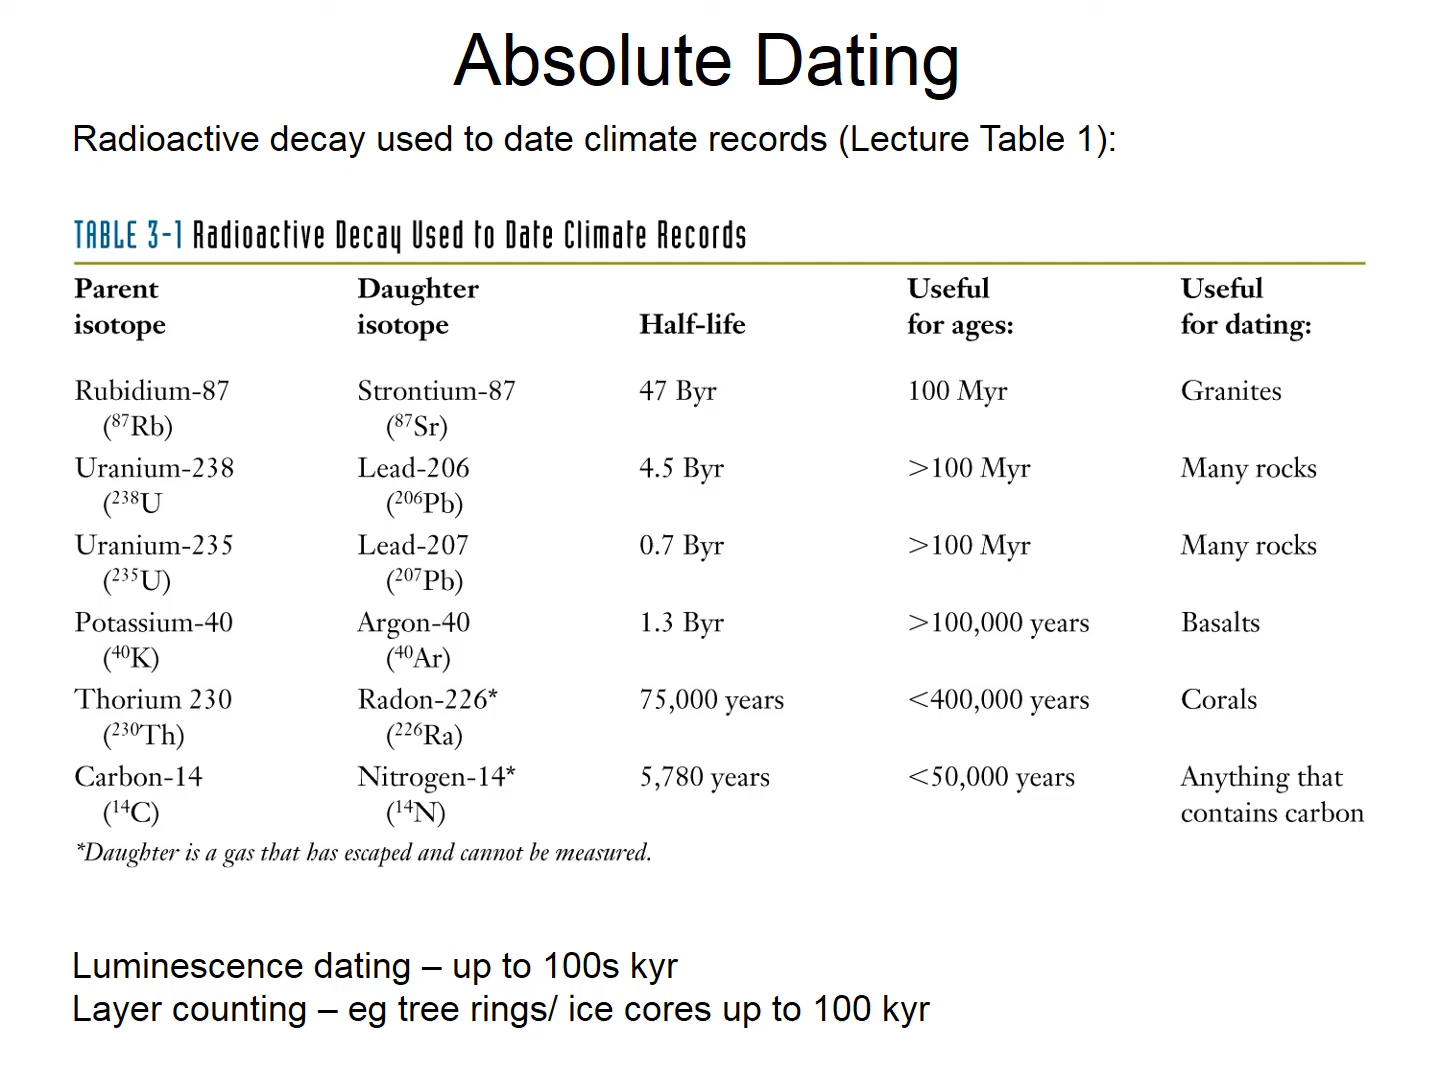 Absolute Dating
Radioactive decay used to date climate records (Lecture Table 1):
TABLE 3-1 Radioactive Decay Used to Date Climate Records
Parent isotope Daughter isotope Half-life Useful for ages: Useful for dating:
Rubidium-87 Strontium-87 47 Byr 100 Myr Granites
(⁸⁷Rb) (⁸⁷Sr)
Uranium-238 Lead-206 4.5 Byr >100 Myr Many rocks
(²³⁸U (²⁰⁶Pb)
Uranium-235 Lead-207 0.7 Byr >100 Myr Many rocks
(²³⁵U) (²⁰⁷Pb)
Potassium-40 Argon-40 1.3 Byr >100,000 years Basalts
(⁴⁰K) (⁴⁰Ar)
Thorium 230 Radon-226* 75,000 years <400,000 years Corals
(²³⁰Th) (²²⁶Ra)
Carbon-14 Nitrogen-14* 5,780 years <50,000 years Anything that
(¹⁴C) (¹⁴N) contains carbon
*Daughter is a gas that has escaped and cannot be measured.
Luminescence dating – up to 100s kyr
Layer counting – eg tree rings/ ice cores up to 100 kyr